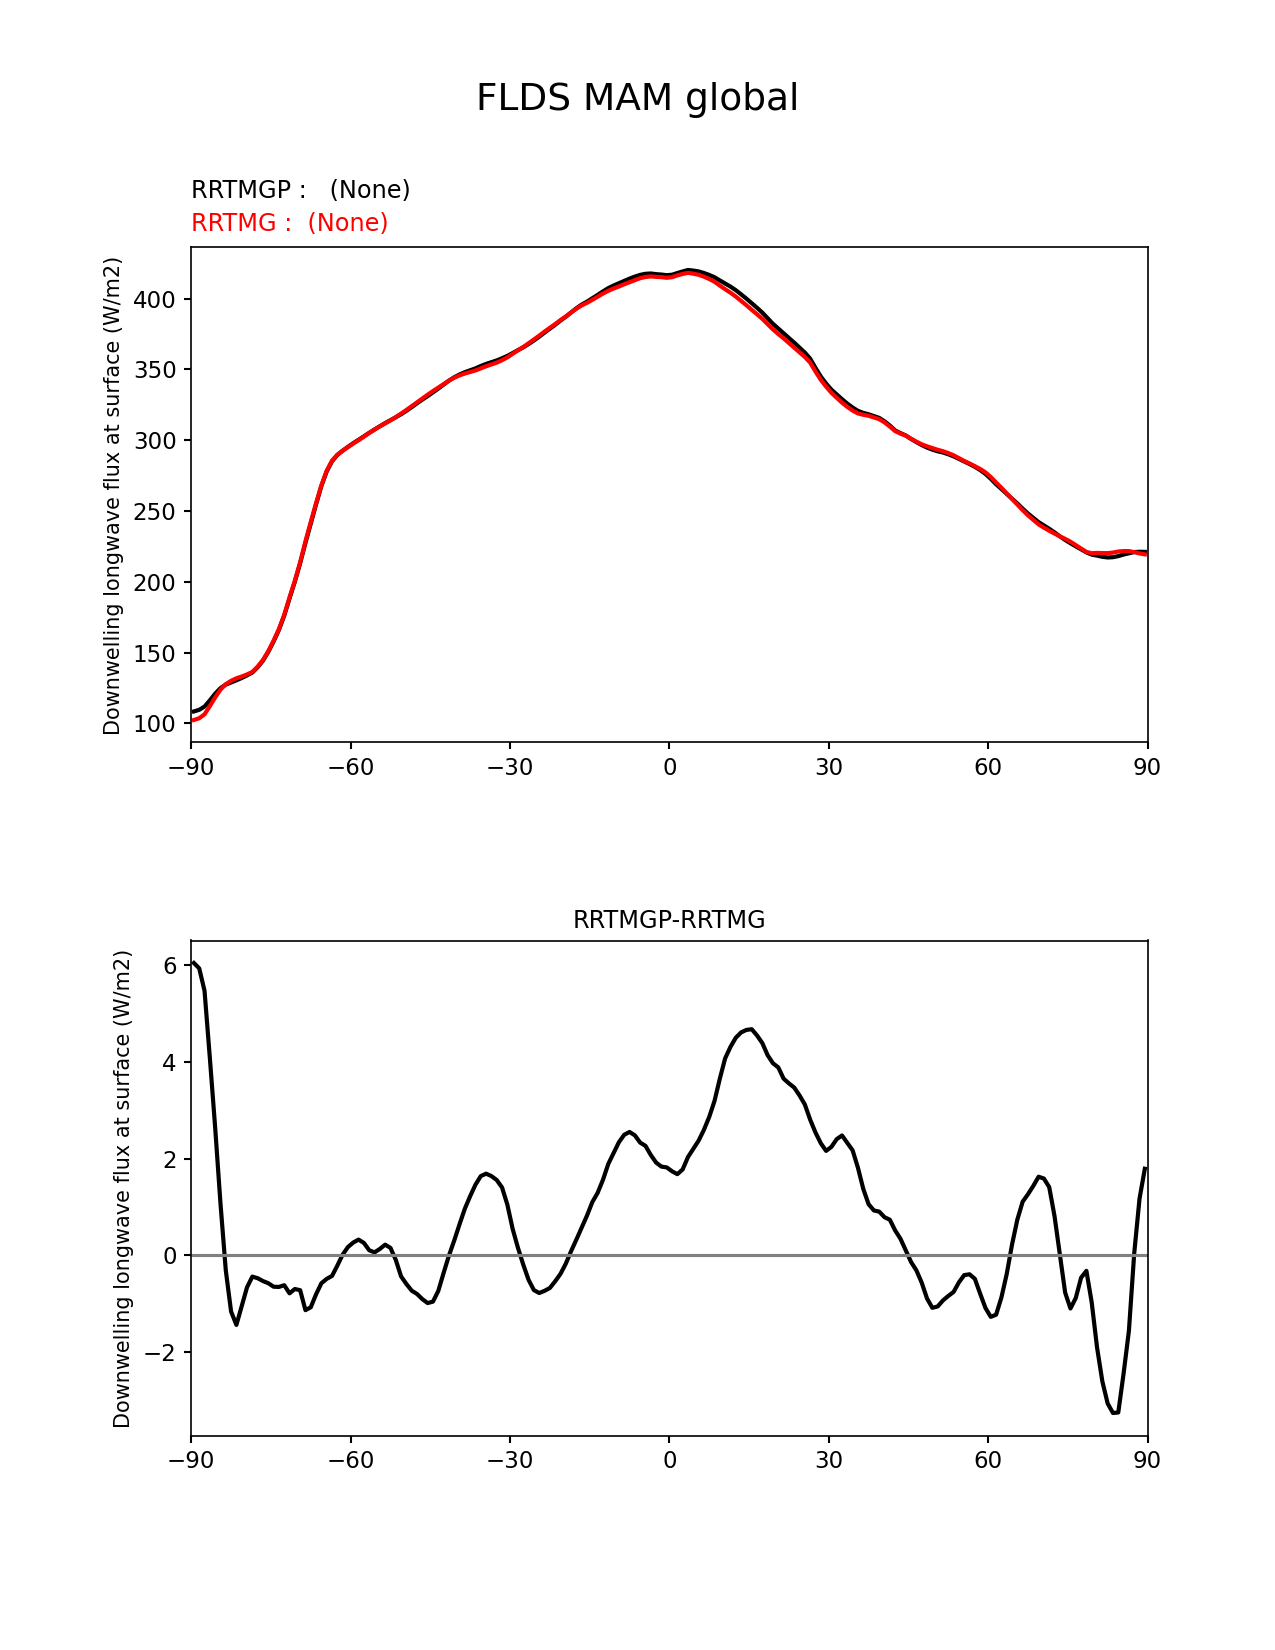 FLDS MAM global
RRTMGP :   (None)
RRTMG :  (None)
Downwelling longwave flux at surface (W/m2)
400
350
300
250
200
150
100
−90 −60 −30 0 30 60 90
RRTMGP-RRTMG
Downwelling longwave flux at surface (W/m2)
6
4
2
0
−2
−90 −60 −30 0 30 60 90